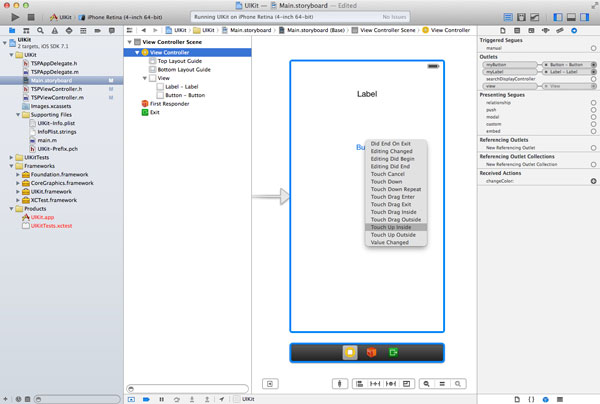 Main.storyboard — Edited
UIKit
iPhone Retina (4-inch 64-bit)
Running UIKit on iPhone Retina (4-inch 64-bit)
No Issues
UIKit
UIKit
Main.storyboard
Main.storyboard (Base)
View Controller Scene
View Controller
UIKit
2 targets, iOS SDK 7.1
UIKit
TSPAppDelegate.h
TSPAppDelegate.m
Main.storyboard
M
TSPViewController.h
M
TSPViewController.m
M
Images.xcassets
Supporting Files
UIKit-Info.plist
InfoPlist.strings
main.m
UIKit-Prefix.pch
UIKitTests
Frameworks
Foundation.framework
CoreGraphics.framework
UIKit.framework
XCTest.framework
Products
UIKit.app
UIKitTests.xctest
View Controller Scene
View Controller
Top Layout Guide
Bottom Layout Guide
View
Label - Label
Button - Button
First Responder
Exit
Label
Bu
Did End On Exit
Editing Changed
Editing Did Begin
Editing Did End
Touch Cancel
Touch Down
Touch Down Repeat
Touch Drag Enter
Touch Drag Exit
Touch Drag Inside
Touch Drag Outside
Touch Up Inside
Touch Up Outside
Value Changed
Triggered Segues
manual
Outlets
myButton
Button - Button
myLabel
Label - Label
searchDisplayController
view
View
Presenting Segues
relationship
push
modal
custom
embed
Referencing Outlets
New Referencing Outlet
Referencing Outlet Collections
New Referencing Outlet Collection
Received Actions
changeColor:
UIKit